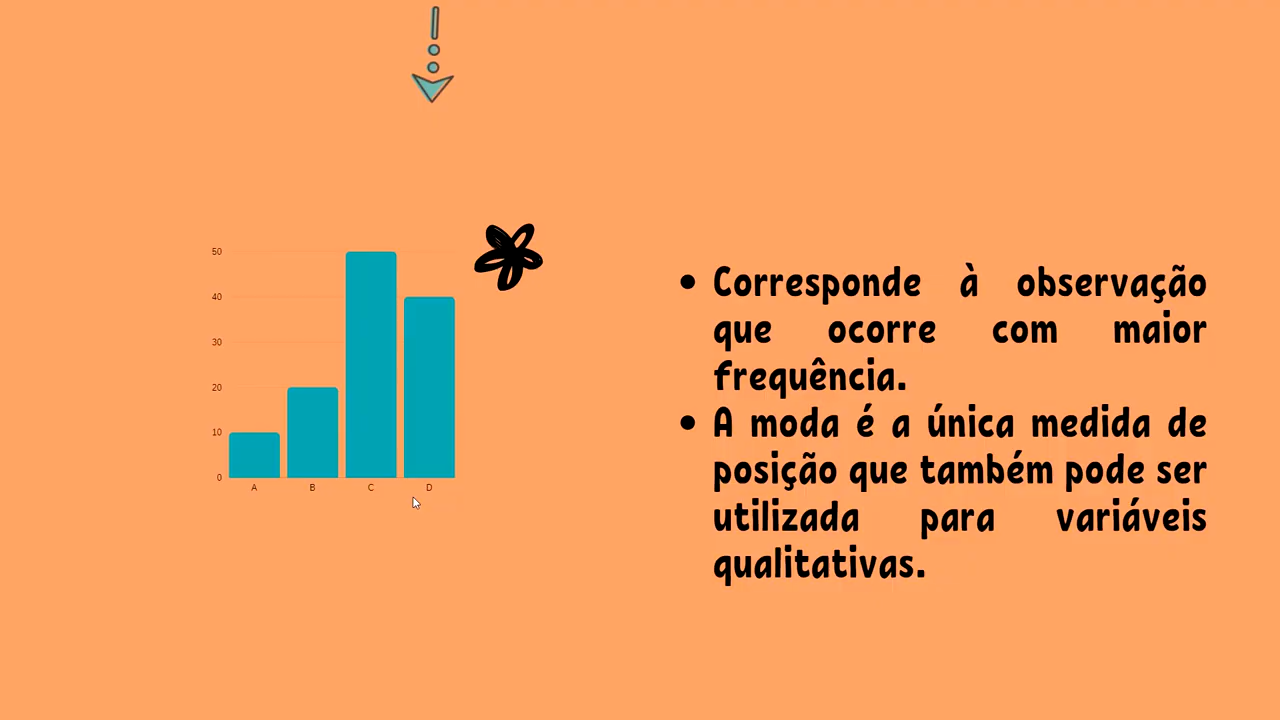 50
40
30
20
10
0
A B C D
• Corresponde à observação
que ocorre com maior
frequência.
• A moda é a única medida de
posição que também pode ser
utilizada para variáveis
qualitativas.